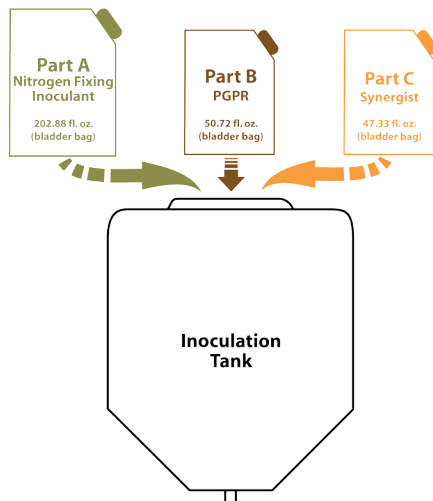 Part A
Nitrogen Fixing
Inoculant
202.88 fl. oz.
(bladder bag)
Part B
PGPR
50.72 fl. oz.
(bladder bag)
Part C
Synergist
47.33 fl. oz.
(bladder bag)
Inoculation
Tank